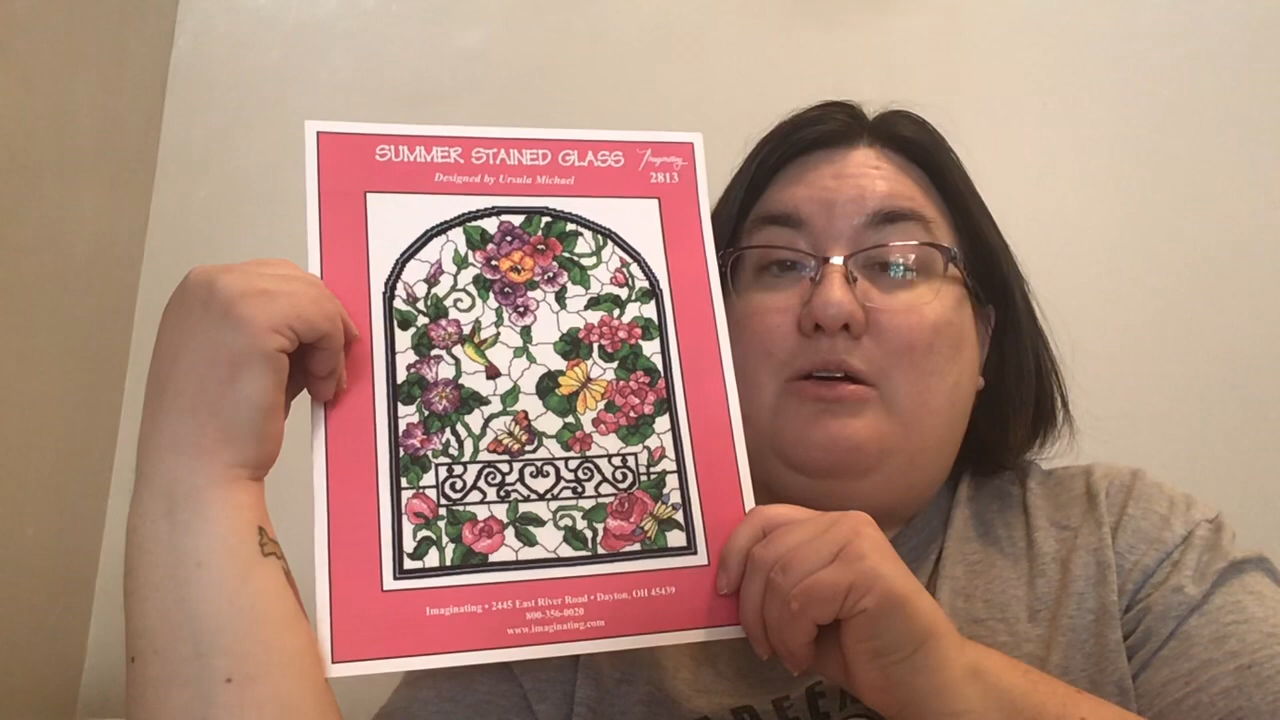 SUMMER STAINED GLASS
Imaginating
Designed by Ursula Michael
2813
Imaginating • 2445 East River Road • Dayton, OH 45439
800-356-0020
www.imaginating.com